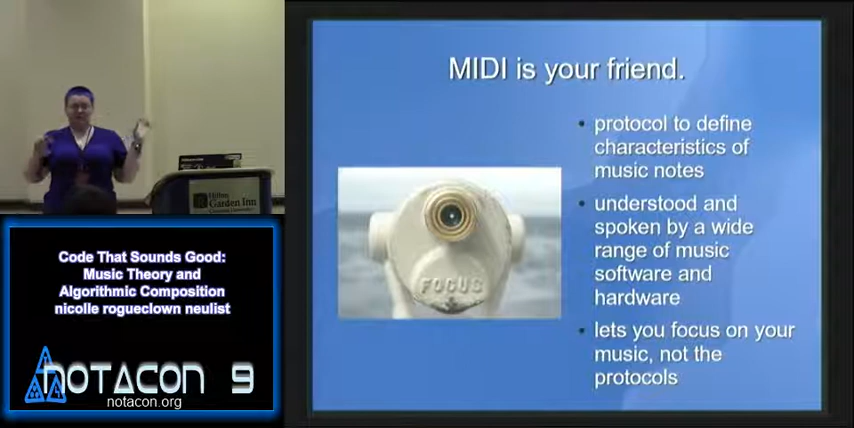 MIDI is your friend.
• protocol to define
characteristics of
music notes
• understood and
spoken by a wide
range of music
software and
hardware
• lets you focus on your
music, not the
protocols
FOCUS
Hilton
Garden Inn
Code That Sounds Good:
Music Theory and
Algorithmic Composition
nicolle rogueclown neulist
NOTACON 9
notacon.org